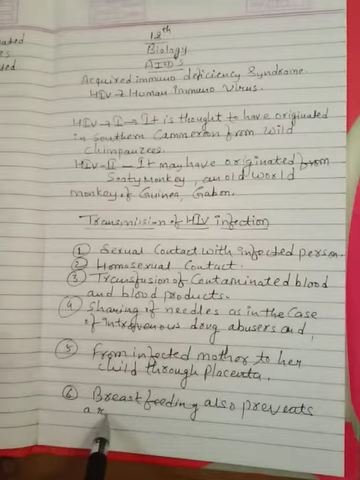 12th
Biology
AIDS
Acquired immuno deficiency Syndrome.
HIV → Human immuno Virus.
HIV → I → It is thought to have originated
in Southern Cammeron from wild
Chimpanzees.
HIV-II - It may have originated from
Sooty Monkey, an old World
monkey of Guinea, Gabon.
Transmission of HIV infection
① Sexual Contact with infected person.
② Homosexual Contact.
③ Transfusion of Contaminated blood
and blood products.
④ Sharing of needles as in the Case
of intravenous drug abusers and,
⑤ From infected mother to her
child through Placenta.
⑥ Breast feeding also prevents
a